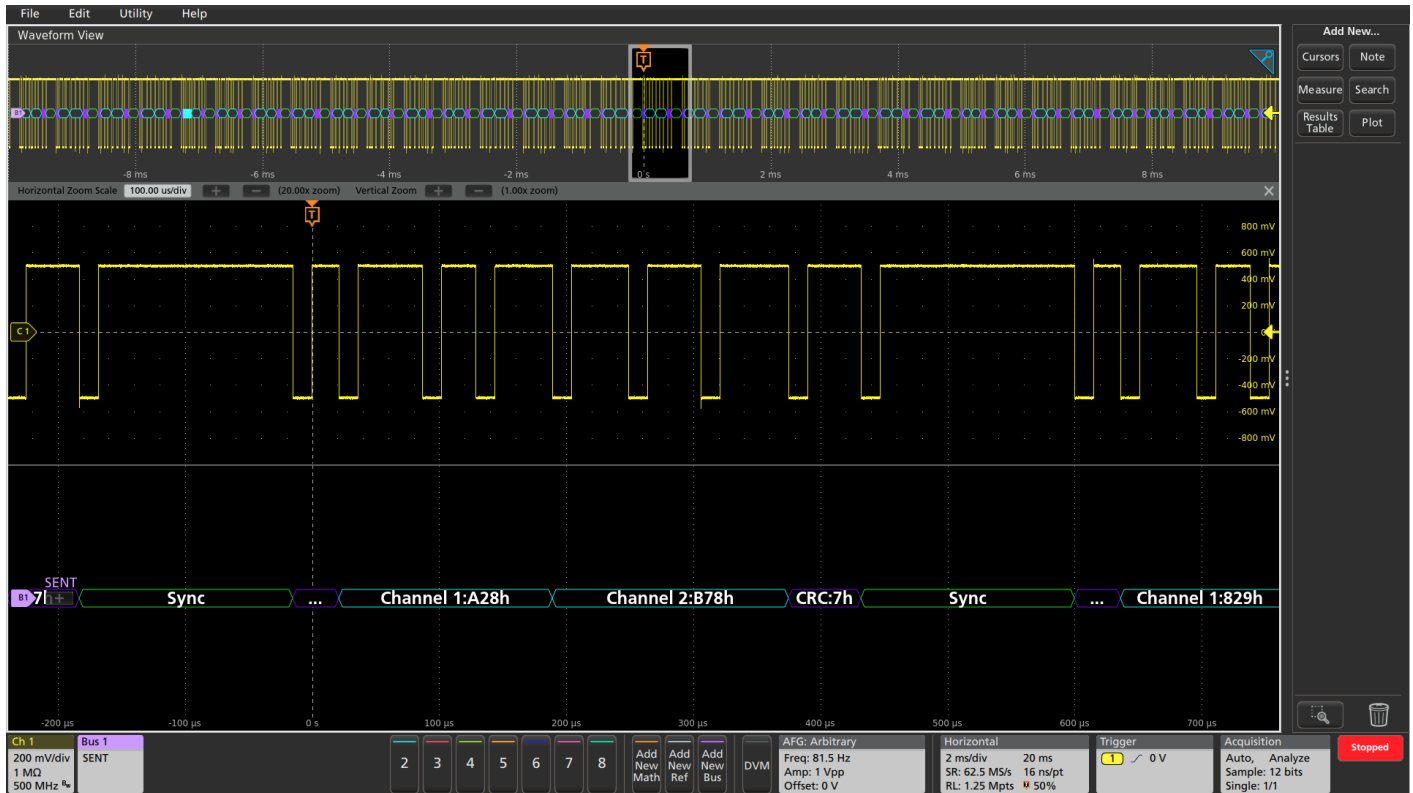 File Edit Utility Help
Waveform View
Add New...
Cursors Note
Measure Search
Results Table Plot
T
B1
-8 ms -6 ms -4 ms -2 ms 0 s 2 ms 4 ms 6 ms 8 ms
Horizontal Zoom Scale 100.00 us/div + − (20.00x zoom) Vertical Zoom + − (1.00x zoom) ×
T
800 mV
600 mV
400 mV
200 mV
C 1
-200 mV
-400 mV
-600 mV
-800 mV
SENT
B1 7h + Sync ... Channel 1:A28h Channel 2:B78h CRC:7h Sync ... Channel 1:829h
-200 µs -100 µs 0 s 100 µs 200 µs 300 µs 400 µs 500 µs 600 µs 700 µs
Ch 1
200 mV/div
1 MΩ
500 MHz Bw
Bus 1
SENT
2 3 4 5 6 7 8
Add New Math
Add New Ref
Add New Bus
DVM
AFG: Arbitrary
Freq: 81.5 Hz
Amp: 1 Vpp
Offset: 0 V
Horizontal
2 ms/div 20 ms
SR: 62.5 MS/s 16 ns/pt
RL: 1.25 Mpts 50%
Trigger
1 0 V
Acquisition
Auto, Analyze
Sample: 12 bits
Single: 1/1
Stopped